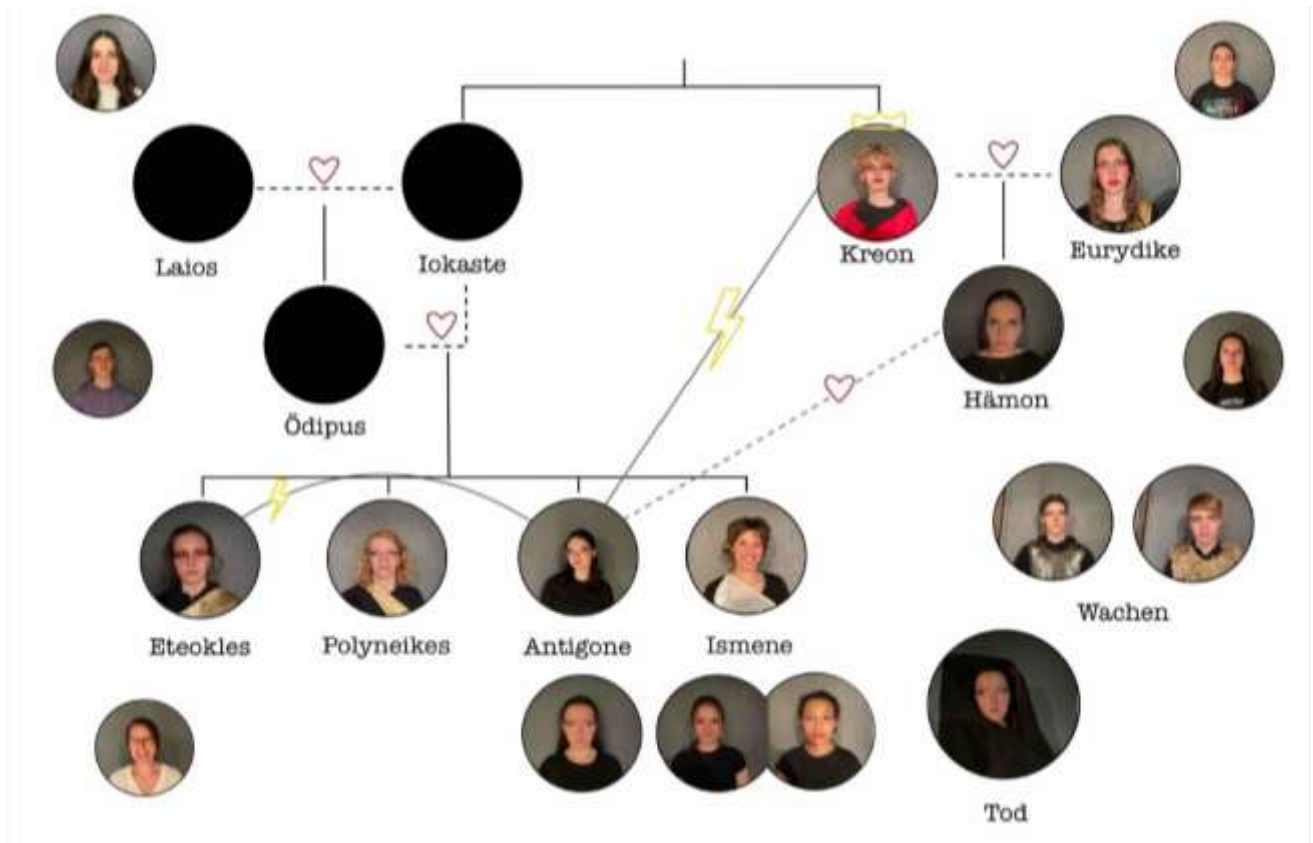 Laios
Iokaste
Kreon
Eurydike
Ödipus
Hämon
Eteokles
Polyneikes
Antigone
Ismene
Wachen
Tod